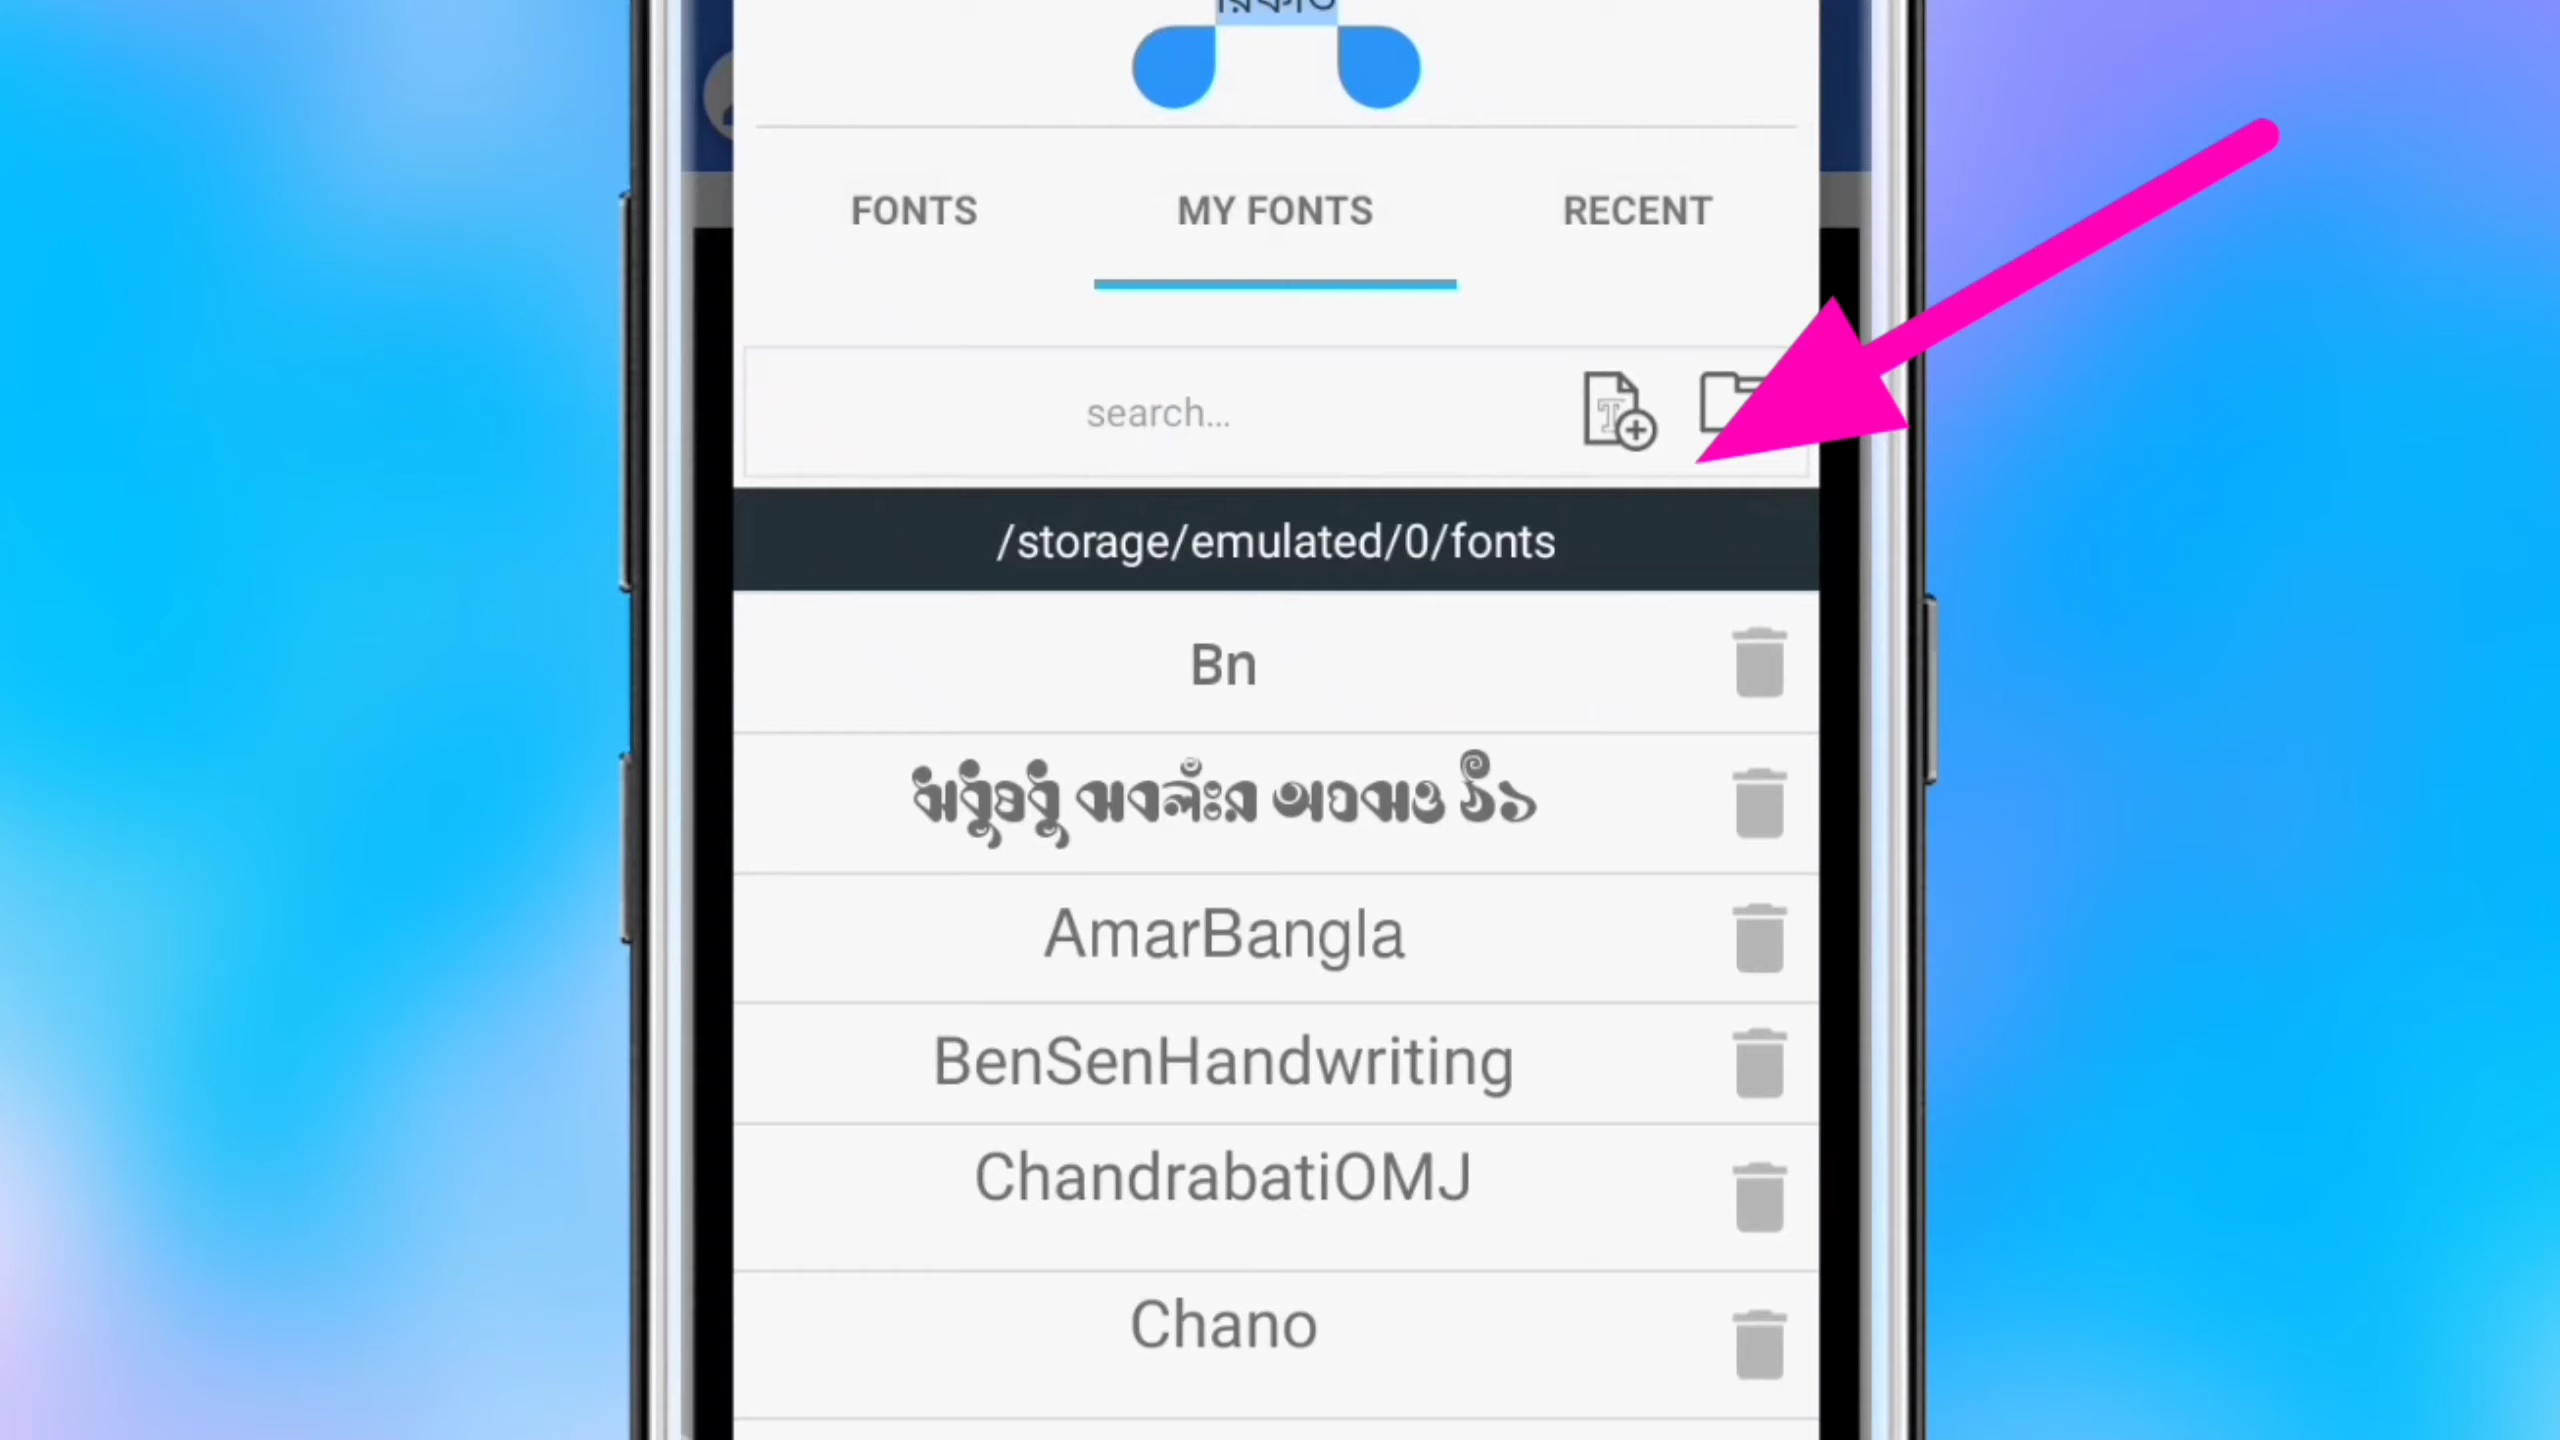 FONTS MY FONTS RECENT
search...
/storage/emulated/0/fonts
Bn
AmarBangla
BenSenHandwriting
ChandrabatiOMJ
Chano